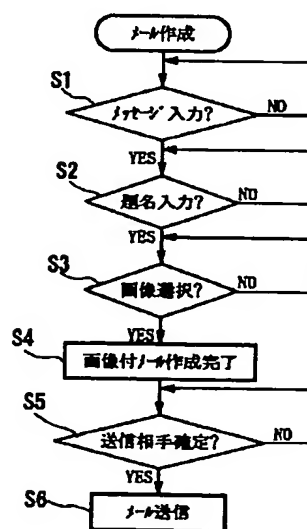 メール作成
S1
メッセージ入力?
NO
YES
S2
題名入力?
NO
YES
S3
画像選択?
NO
YES
S4
画像付メール作成完了
S5
送信相手確定?
NO
YES
S6
メール送信